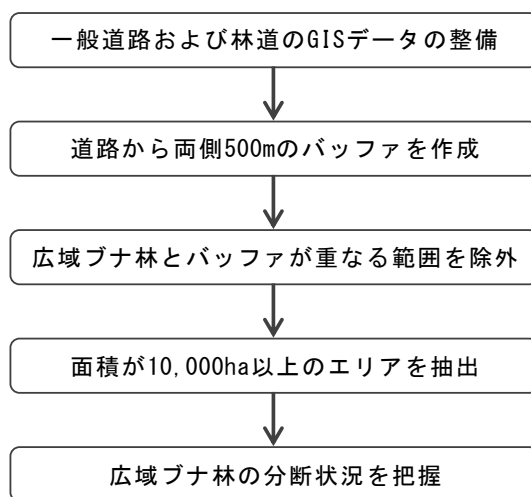 一般道路および林道のGISデータの整備
道路から両側500mのバッファを作成
広域ブナ林とバッファが重なる範囲を除外
面積が10,000ha以上のエリアを抽出
広域ブナ林の分断状況を把握